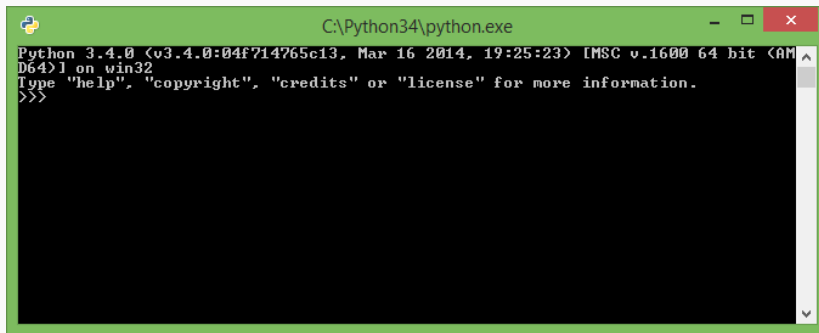 C:\Python34\python.exe
Python 3.4.0 (v3.4.0:04f714765c13, Mar 16 2014, 19:25:23) [MSC v.1600 64 bit (AM
D64)] on win32
Type "help", "copyright", "credits" or "license" for more information.
>>>